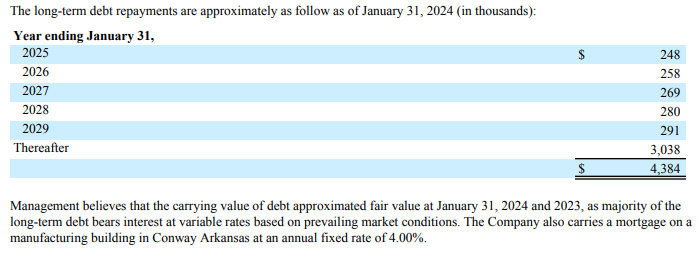 The long-term debt repayments are approximately as follow as of January 31, 2024 (in thousands):
Year ending January 31,
2025 $ 248
2026 258
2027 269
2028 280
2029 291
Thereafter 3,038
$ 4,384
Management believes that the carrying value of debt approximated fair value at January 31, 2024 and 2023, as majority of the
long-term debt bears interest at variable rates based on prevailing market conditions. The Company also carries a mortgage on a
manufacturing building in Conway Arkansas at an annual fixed rate of 4.00%.